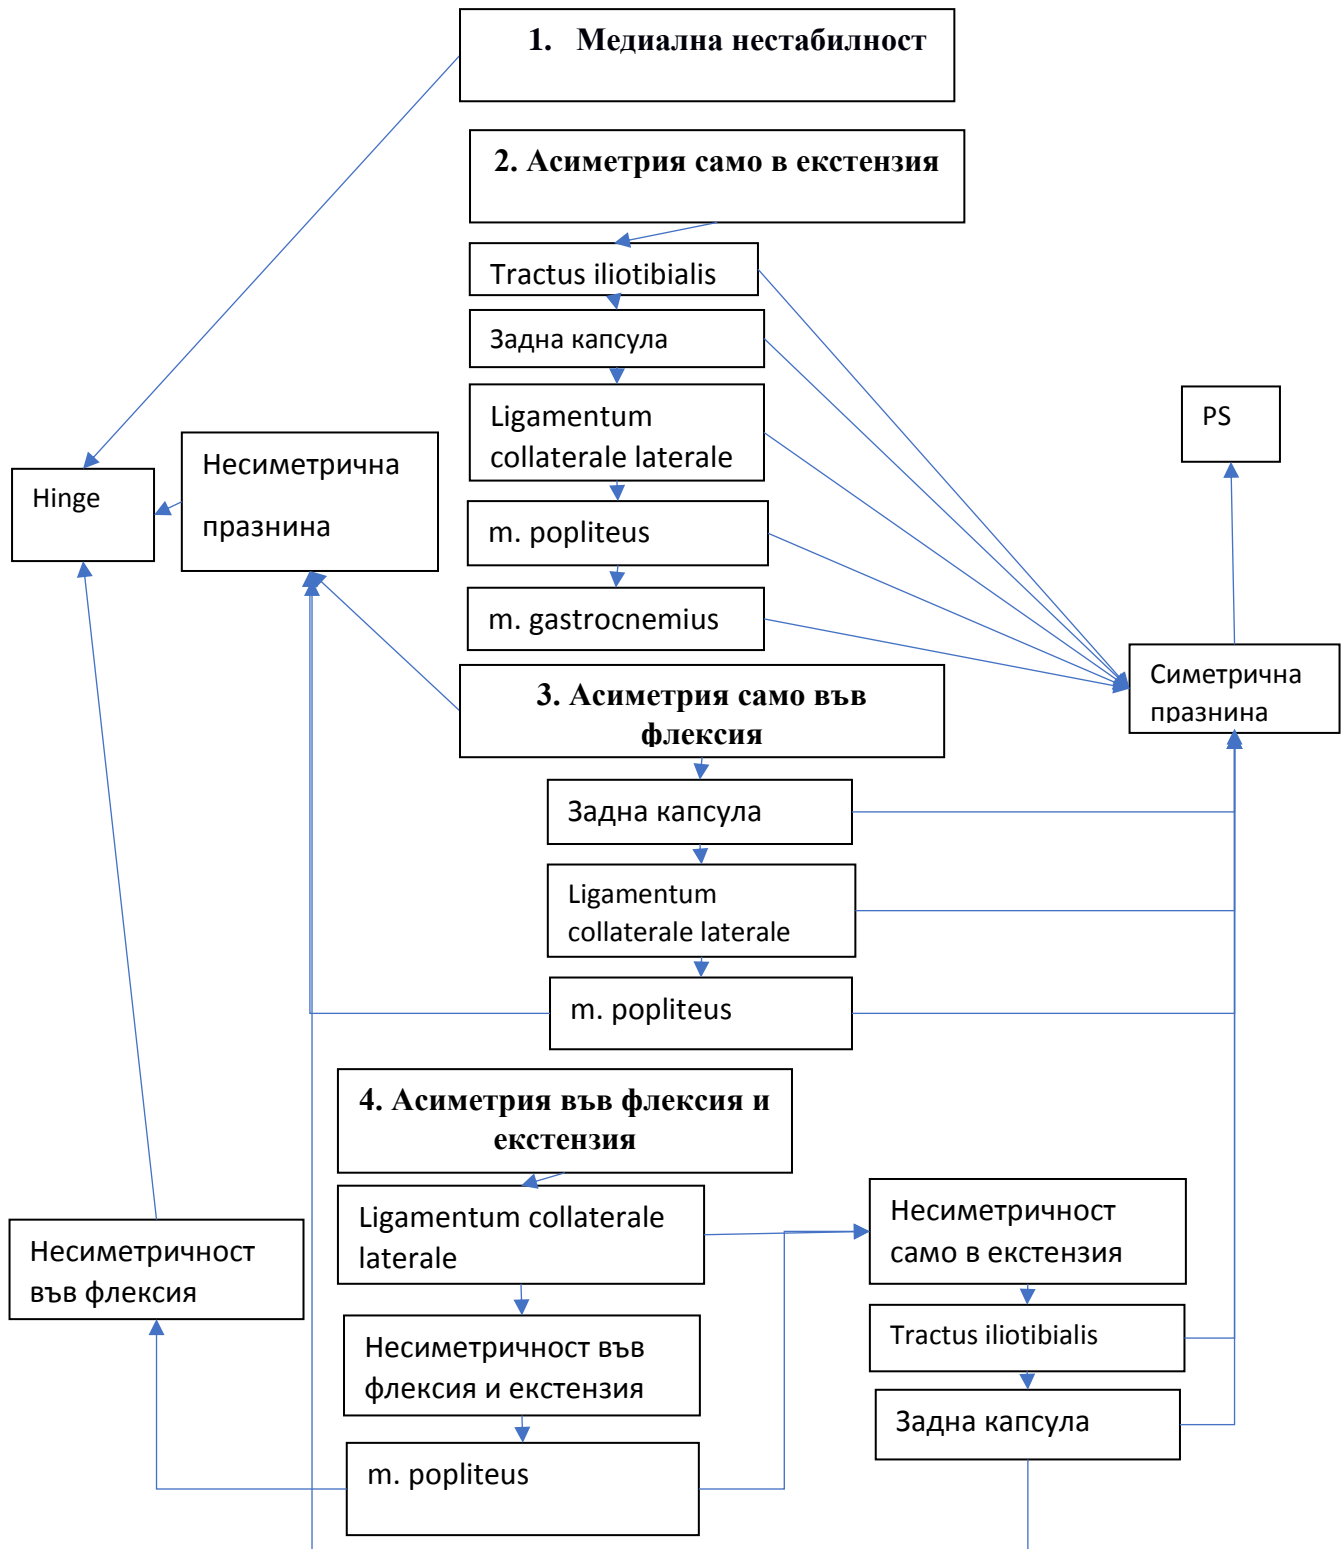 1. Медиална нестабилност
2. Асиметрия само в екстензия
Tractus iliotibialis
Задна капсула
Ligamentum
collaterale laterale
PS
Несиметрична
празнина
Hinge
m. popliteus
m. gastrocnemius
Симетрична
празнина
3. Асиметрия само във
флексия
Задна капсула
Ligamentum
collaterale laterale
m. popliteus
4. Асиметрия във флексия и
екстензия
Ligamentum collaterale
laterale
Несиметричност
само в екстензия
Несиметричност
във флексия
Tractus iliotibialis
Несиметричност във
флексия и екстензия
Задна капсула
m. popliteus